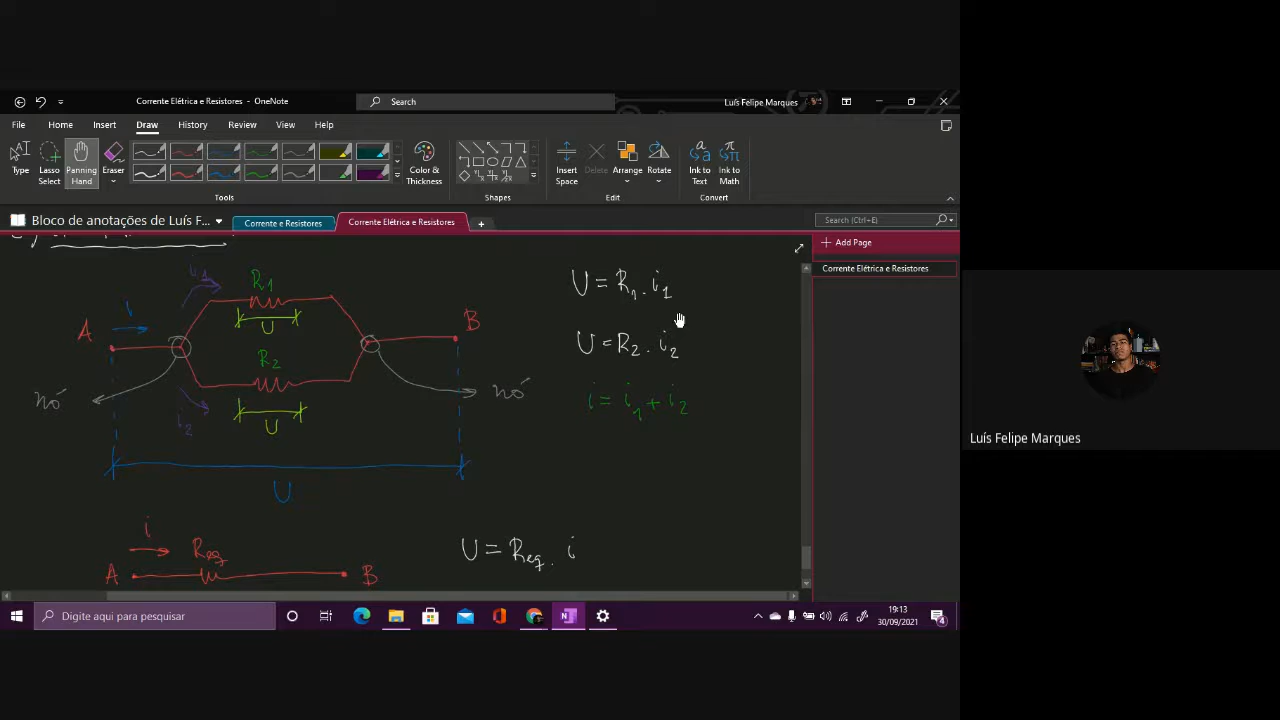 Corrente Elétrica e Resistores - OneNote
Search
Luís Felipe Marques
File Home Insert Draw History Review View Help
Type
Lasso Select
Panning Hand
Eraser
Color & Thickness
Insert Space
Delete
Arrange
Rotate
Ink to Text
Ink to Math
Tools
Shapes
Edit
Convert
Bloco de anotações de Luís F...
Corrente e Resistores
Corrente Elétrica e Resistores
+
Search (Ctrl+E)
+ Add Page
Corrente Elétrica e Resistores
i1
R1
U
A
i
B
R2
U
i2
nó
nó
U
U = R1 . i1
U = R2 . i2
i = i1 + i2
i
Req
A
B
U = Req . i
Luís Felipe Marques
Digite aqui para pesquisar
19:13
30/09/2021
4